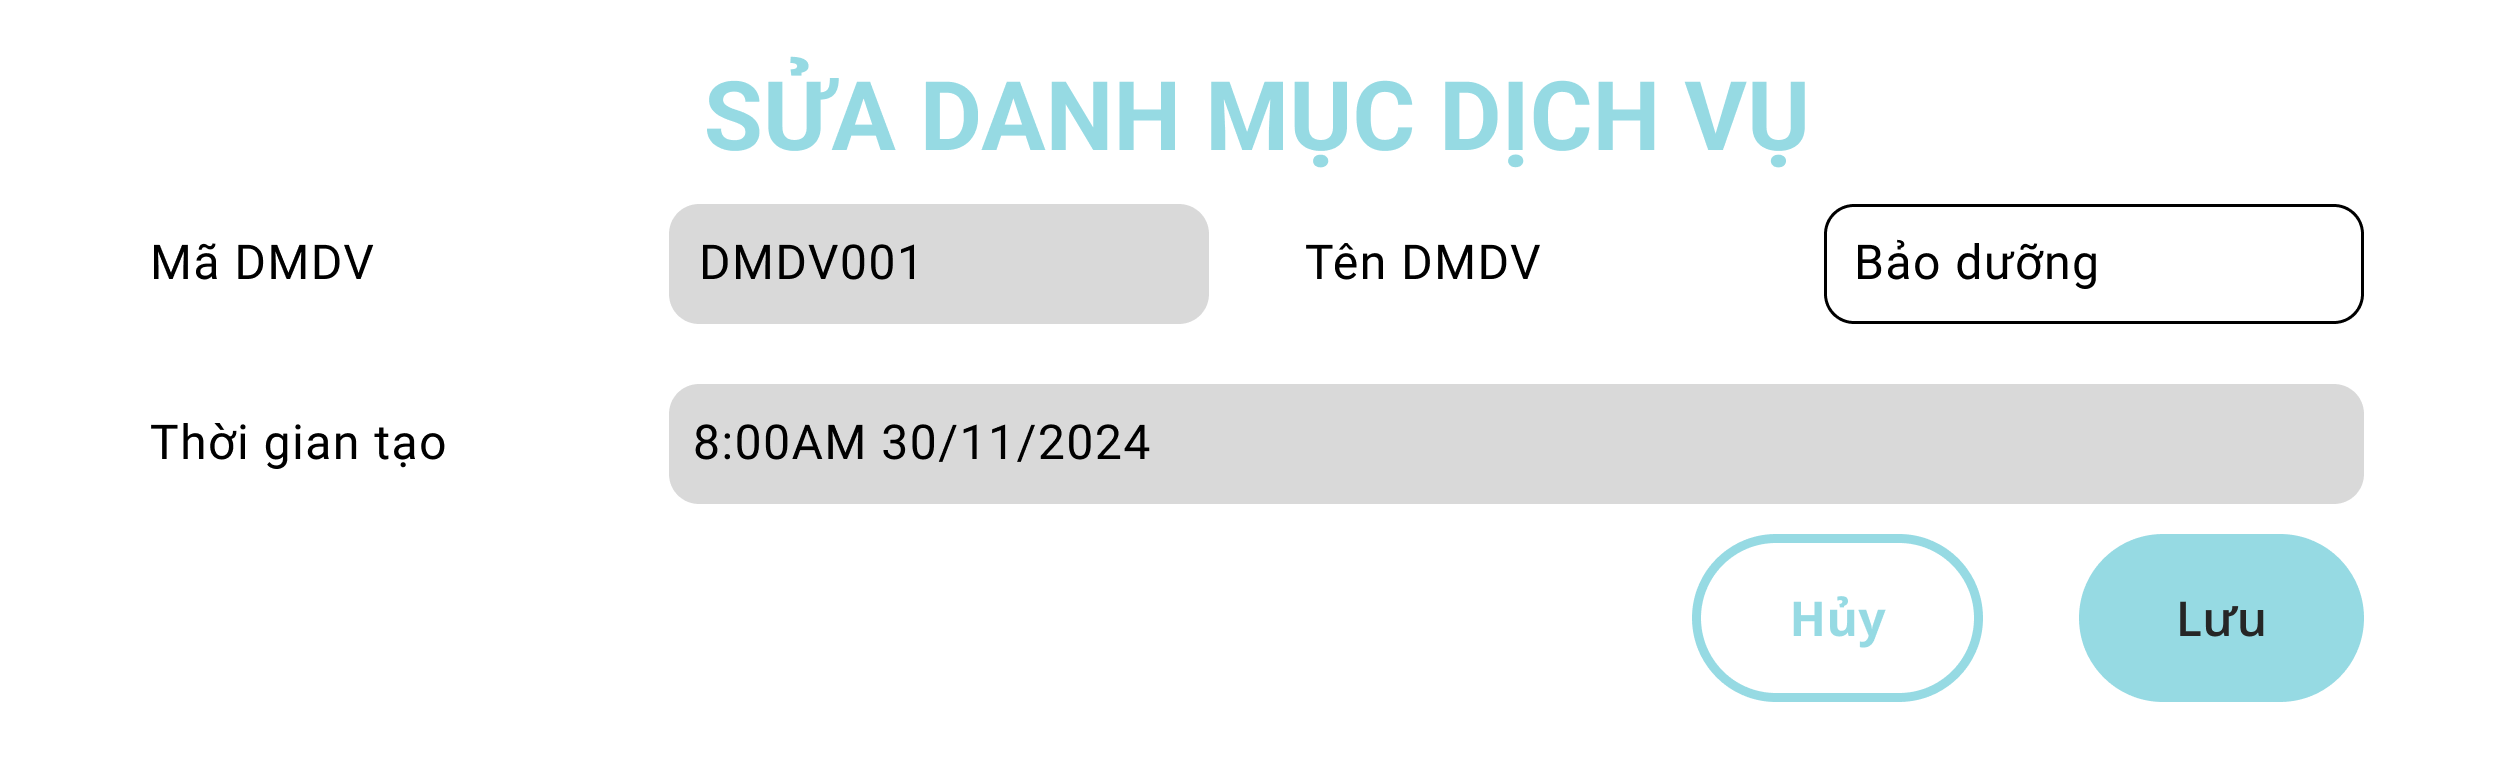 SỬA DANH MỤC DỊCH VỤ
Mã DMDV DMDV001 Tên DMDV Bảo dưỡng
Thời gian tạo 8:00AM 30/11/2024
Hủy Lưu